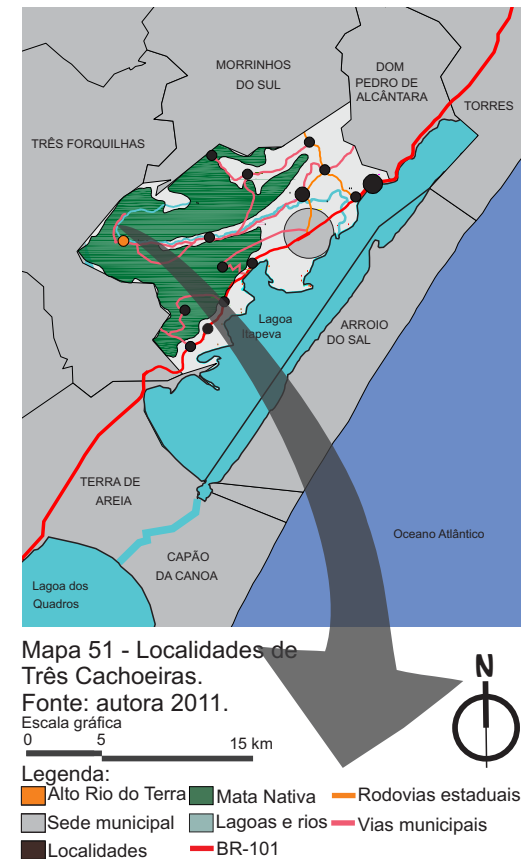 MORRINHOS
DO SUL
DOM
PEDRO DE
ALCÂNTARA
TORRES
TRÊS FORQUILHAS
Lagoa
Itapeva
ARROIO
DO SAL
TERRA DE
AREIA
CAPÃO
DA CANOA
Oceano Atlântico
Lagoa dos
Quadros
Mapa 51 - Localidades de
Três Cachoeiras.
Fonte: autora 2011.
Escala gráfica
0 5 15 km
N
Legenda:
Alto Rio do Terra Mata Nativa Rodovias estaduais
Sede municipal Lagoas e rios Vias municipais
Localidades BR-101